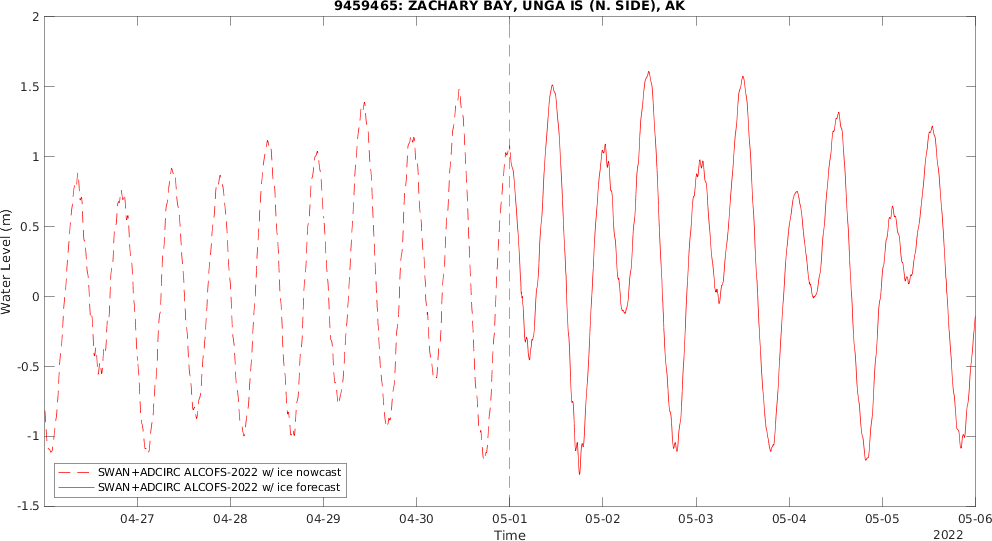 9459465: ZACHARY BAY, UNGA IS (N. SIDE), AK
Water Level (m)
2
1.5
1
0.5
0
-0.5
-1
-1.5
SWAN+ADCIRC ALCOFS-2022 w/ ice nowcast
SWAN+ADCIRC ALCOFS-2022 w/ ice forecast
04-27 04-28 04-29 04-30 05-01 05-02 05-03 05-04 05-05 05-06
Time
2022